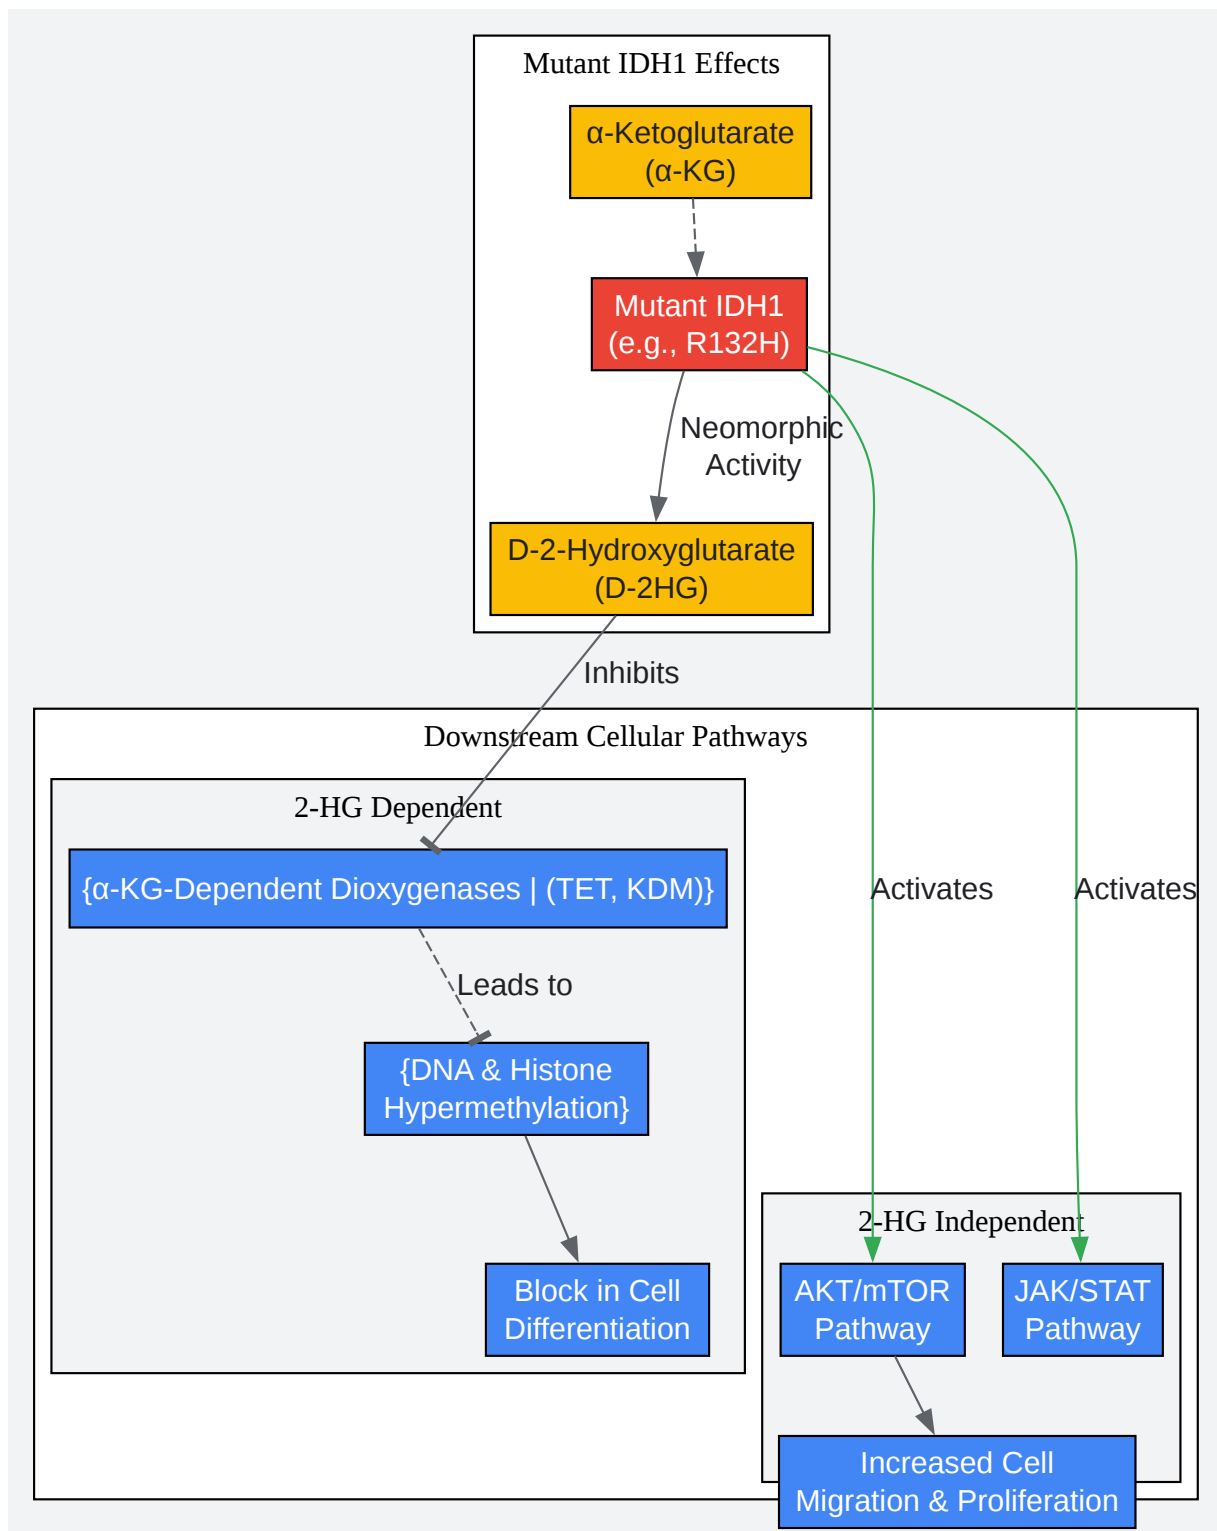 Mutant IDH1 Effects
α-Ketoglutarate
(α-KG)
Mutant IDH1
(e.g., R132H)
Neomorphic
Activity
D-2-Hydroxyglutarate
(D-2HG)
Inhibits
Downstream Cellular Pathways
2-HG Dependent
{α-KG-Dependent Dioxygenases | (TET, KDM)}
Activates
Activates
Leads to
{DNA & Histone
Hypermethylation}
2-HG Independent
Block in Cell
Differentiation
AKT/mTOR
Pathway
JAK/STAT
Pathway
Increased Cell
Migration & Proliferation